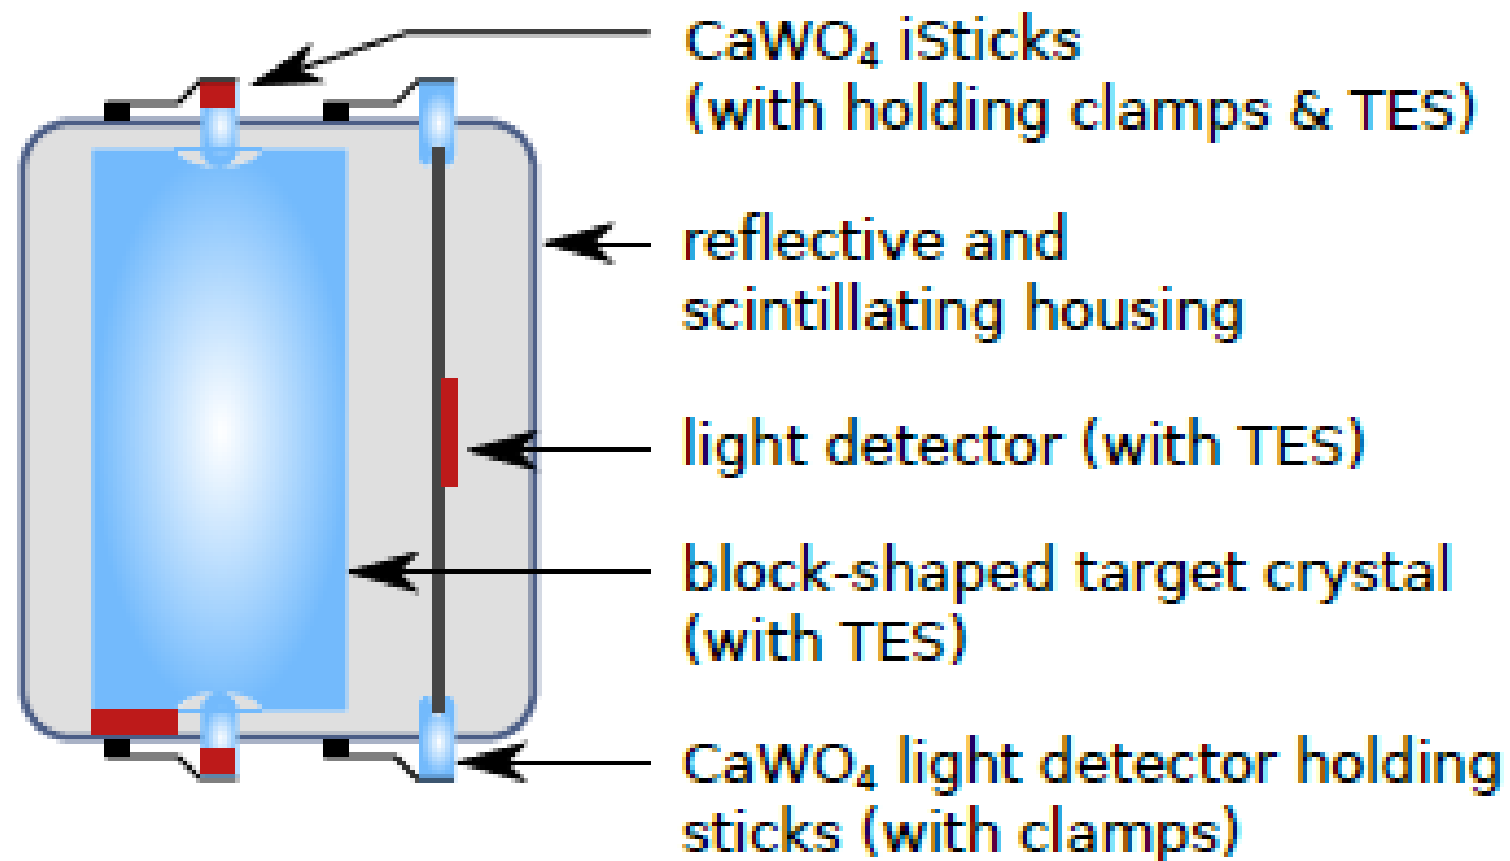 CaWO₄ iSticks
(with holding clamps & TES)
reflective and
scintillating housing
light detector (with TES)
block-shaped target crystal
(with TES)
CaWO₄ light detector holding
sticks (with clamps)